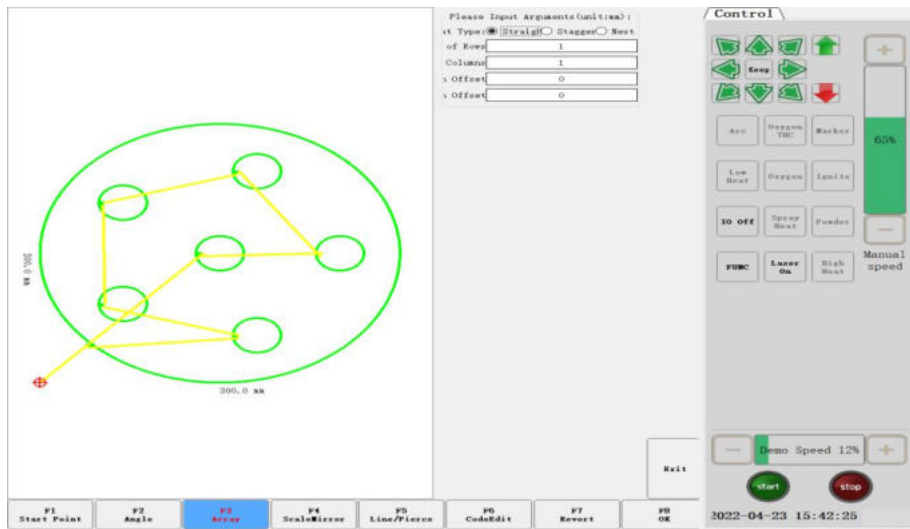 Please Input Arguments(unit:mm):
t Type: Straigh Stagger Nest
of Rows 1
Columns 1
Offset 0
Offset 0
300.0 mm
300.0 mm
Exit
F1 F2 F3 F4 F5 F6 F7 F8
Start Point Angle Array ScaleMirror Line/Pierce CodeEdit Revert OK
Control
Keep
Arc Oxygen THC Marker
Low Heat Oxygen Ignite
IO Off Spray Heat Powder
FUNC Laser On High Heat
65%
Manual
speed
Demo Speed 12%
start stop
2022-04-23 15:42:25